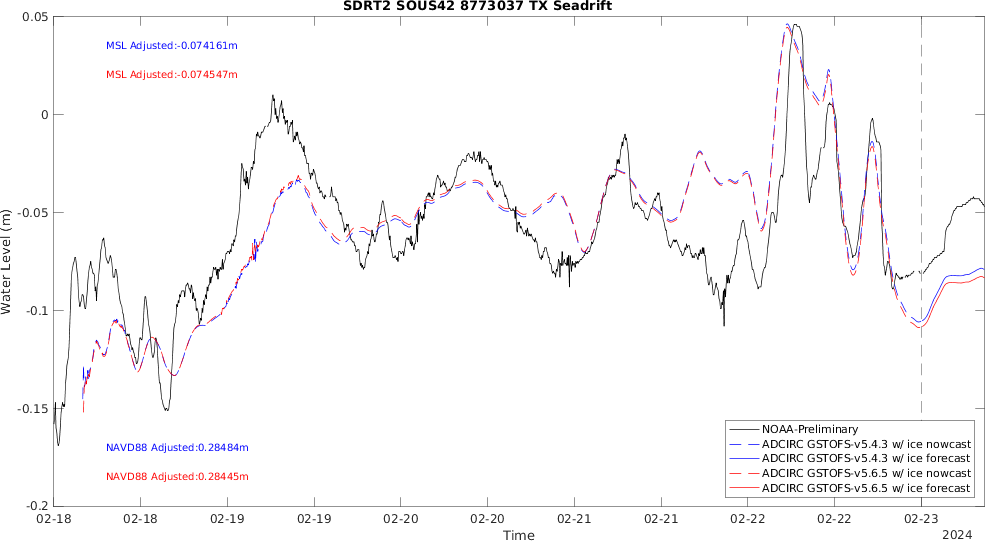 SDRT2 SOUS42 8773037 TX Seadrift
0.05
MSL Adjusted:-0.074161m
MSL Adjusted:-0.074547m
0
-0.05
Water Level (m)
-0.1
-0.15
NAVD88 Adjusted:0.28484m
NAVD88 Adjusted:0.28445m
NOAA-Preliminary
ADCIRC GSTOFS-v5.4.3 w/ ice nowcast
ADCIRC GSTOFS-v5.4.3 w/ ice forecast
ADCIRC GSTOFS-v5.6.5 w/ ice nowcast
ADCIRC GSTOFS-v5.6.5 w/ ice forecast
-0.2
02-18 02-18 02-19 02-19 02-20 02-20 02-21 02-21 02-22 02-22 02-23
Time
2024